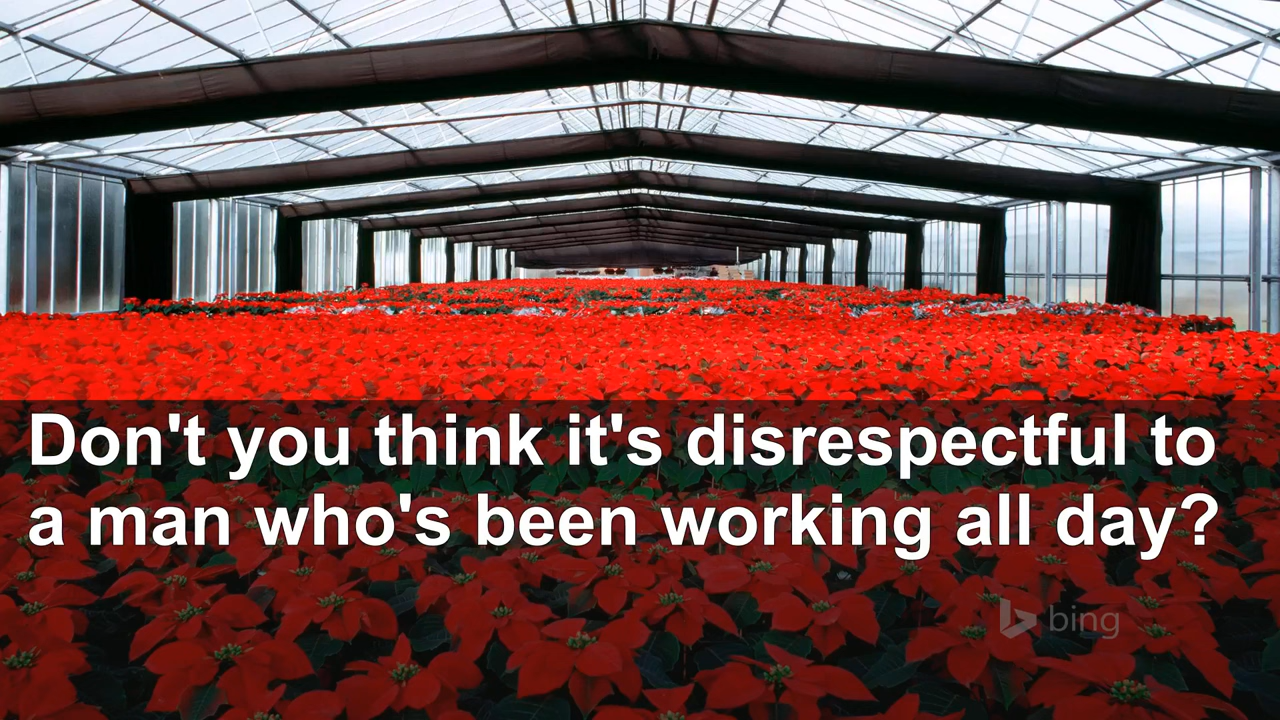 Don't you think it's disrespectful to
a man who's been working all day?
bing